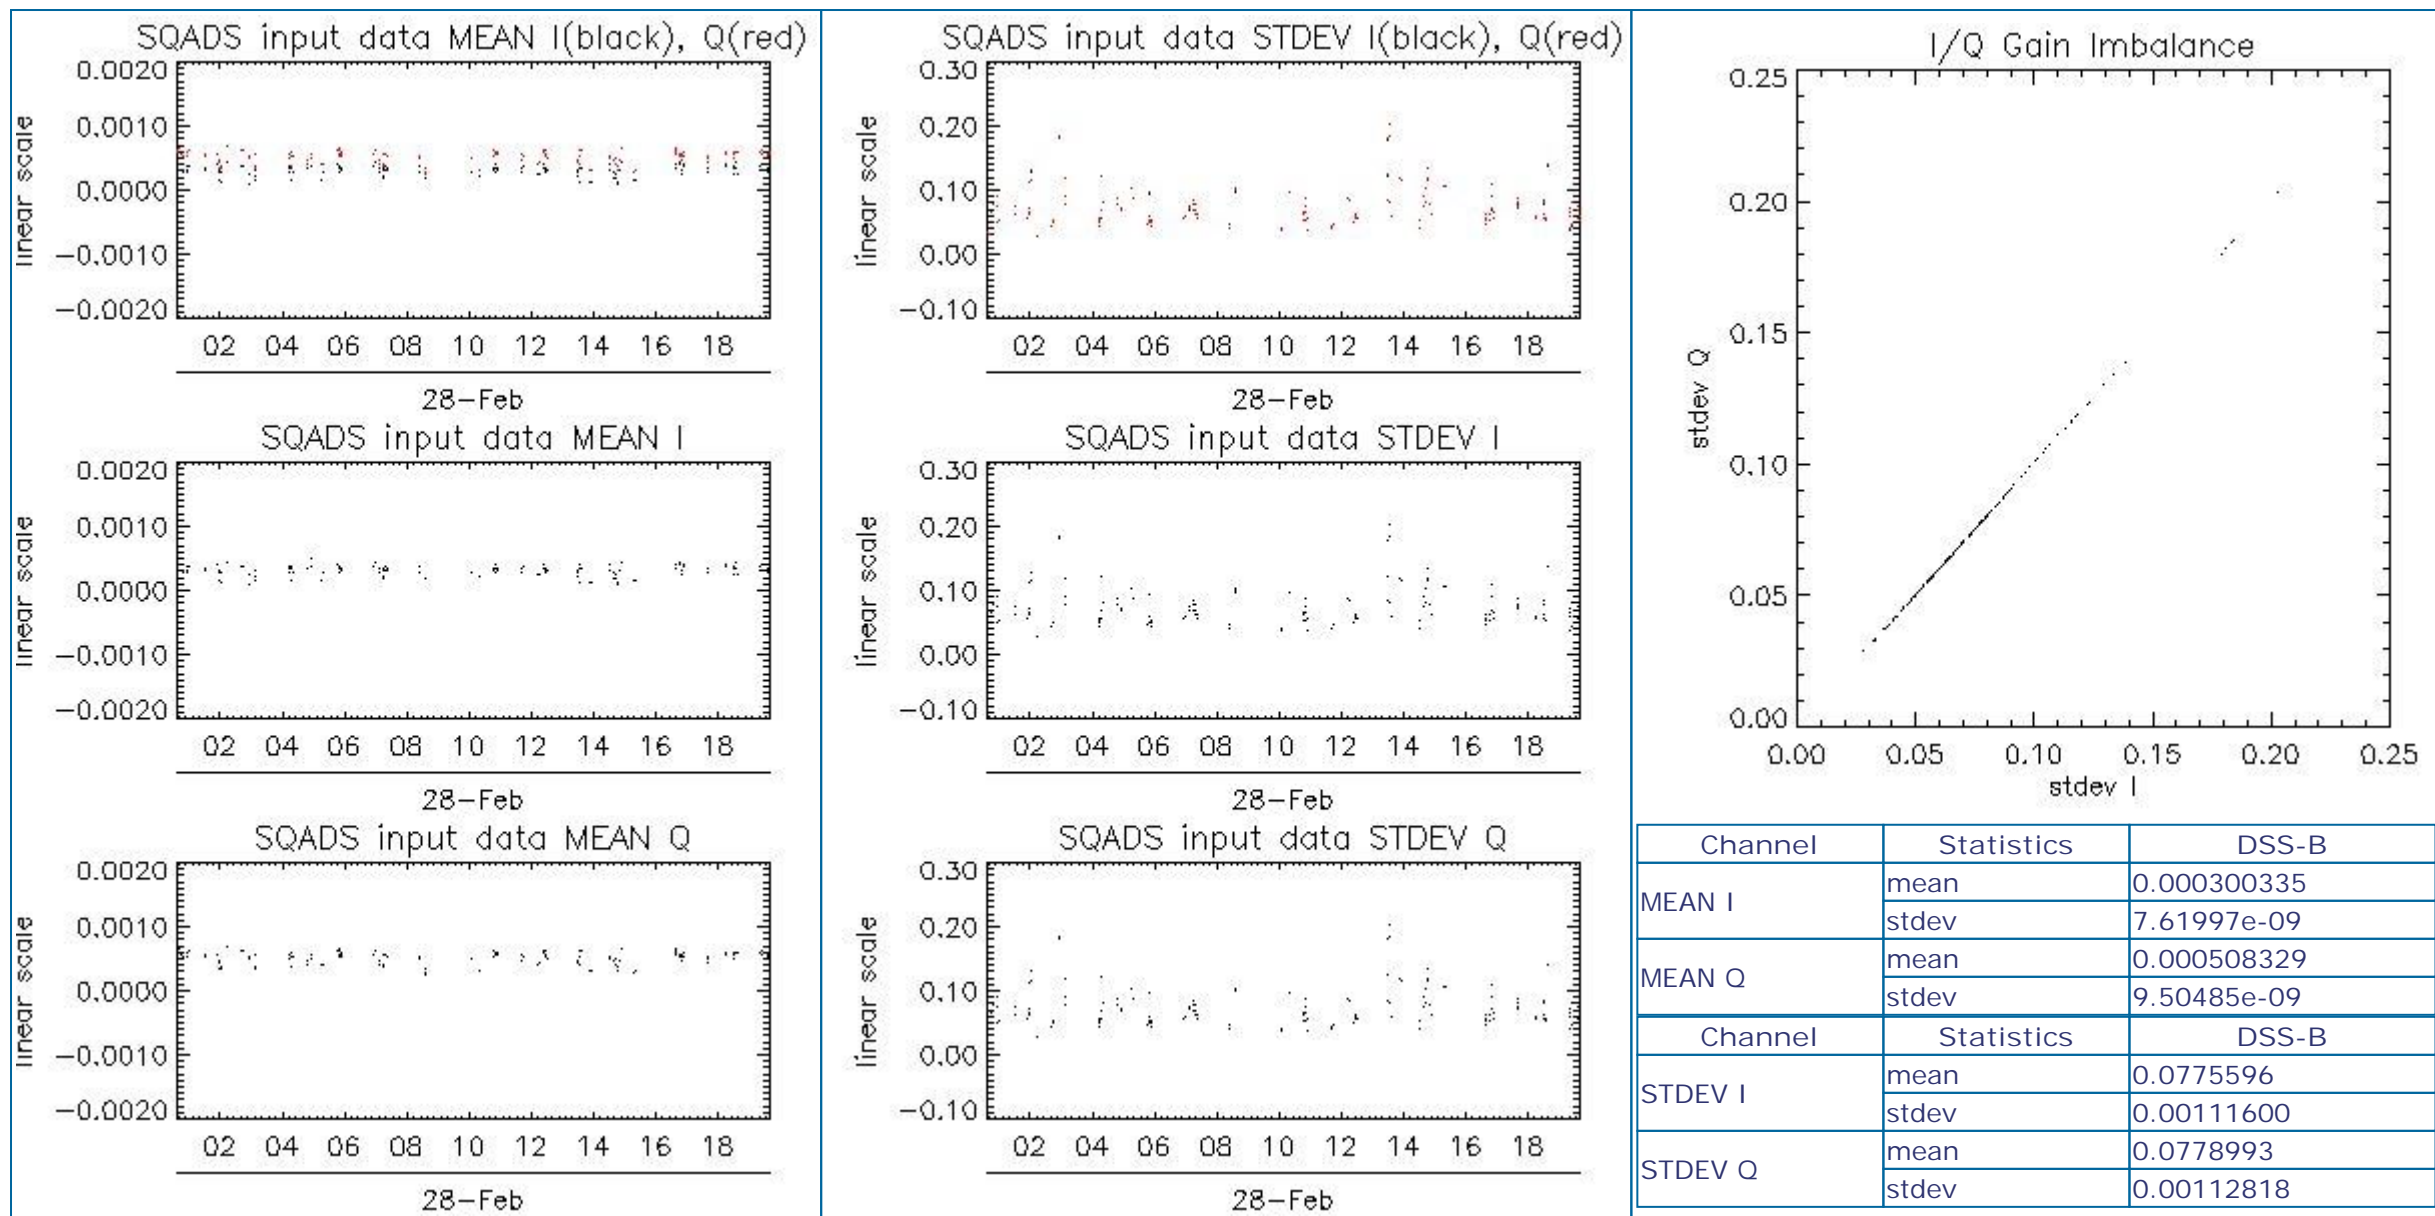 SQADS input data MEAN I(black), Q(red)
0.0020
0.0010
0.0000
−0.0010
−0.0020
linear scale
02 04 06 08 10 12 14 16 18
28−Feb
SQADS input data MEAN I
0.0020
0.0010
0.0000
−0.0010
−0.0020
linear scale
02 04 06 08 10 12 14 16 18
28−Feb
SQADS input data MEAN Q
0.0020
0.0010
0.0000
−0.0010
−0.0020
linear scale
02 04 06 08 10 12 14 16 18
28−Feb
SQADS input data STDEV I(black), Q(red)
0.30
0.20
0.10
0.00
−0.10
linear scale
02 04 06 08 10 12 14 16 18
28−Feb
SQADS input data STDEV I
0.30
0.20
0.10
0.00
−0.10
linear scale
02 04 06 08 10 12 14 16 18
28−Feb
SQADS input data STDEV Q
0.30
0.20
0.10
0.00
−0.10
linear scale
02 04 06 08 10 12 14 16 18
28−Feb
I/Q Gain Imbalance
0.25
0.20
0.15
0.10
0.05
0.00
stdev Q
0.00 0.05 0.10 0.15 0.20 0.25
stdev I
Channel Statistics DSS-B
MEAN I mean 0.000300335
stdev 7.61997e-09
MEAN Q mean 0.000508329
stdev 9.50485e-09
Channel Statistics DSS-B
STDEV I mean 0.0775596
stdev 0.00111600
STDEV Q mean 0.0778993
stdev 0.00112818